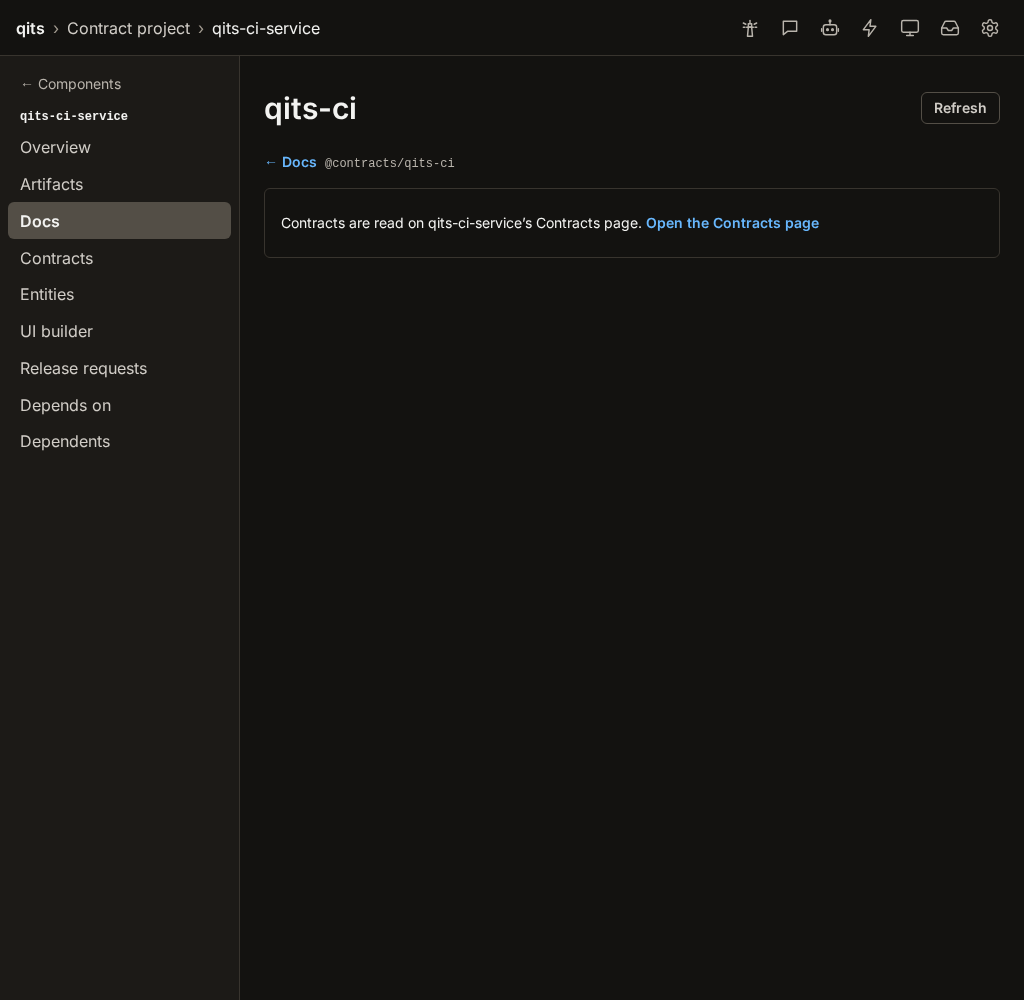 qits › Contract project › qits-ci-service
← Components
qits-ci-service
Overview
Artifacts
Docs
Contracts
Entities
UI builder
Release requests
Depends on
Dependents
qits-ci
Refresh
← Docs @contracts/qits-ci
Contracts are read on qits-ci-service’s Contracts page. Open the Contracts page